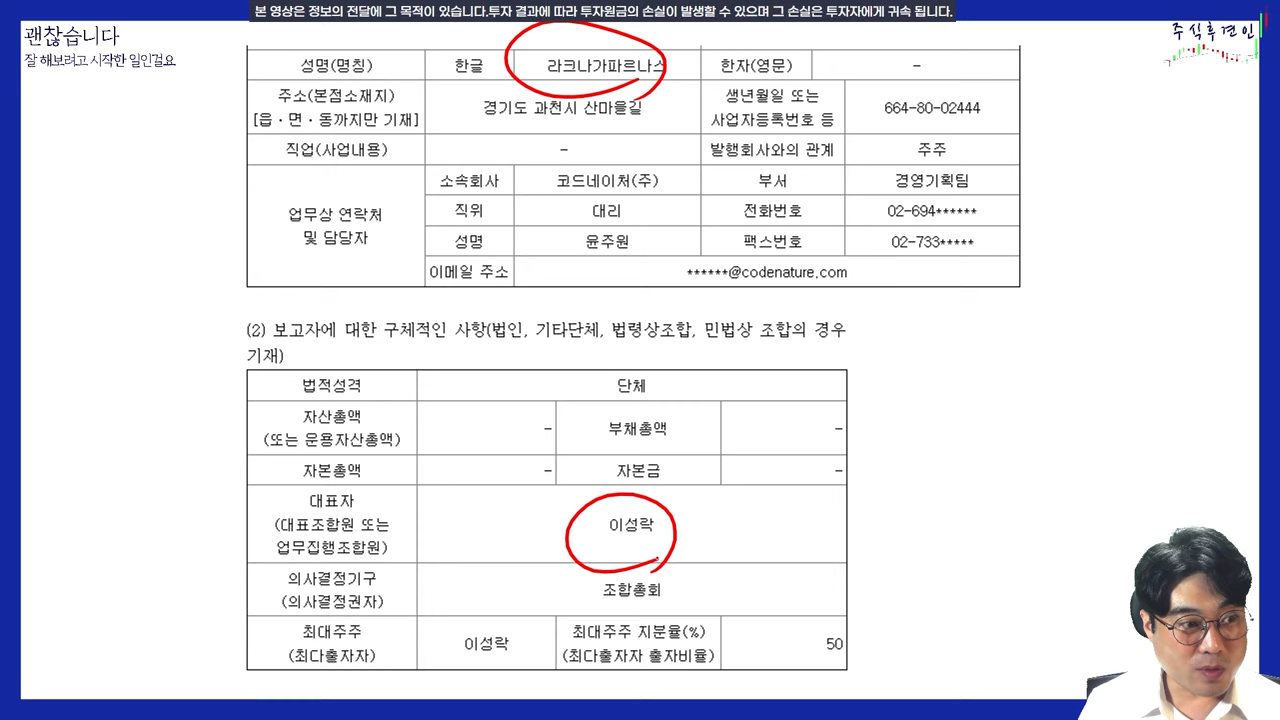 본 영상은 정보의 전달에 그 목적이 있습니다.투자 결과에 따라 투자원금의 손실이 발생할 수 있으며 그 손실은 투자자에게 귀속 됩니다.
괜찮습니다
잘 해보려고 시작한 일인걸요
주식후견인
성명(명칭) 한글 라크나가파르나스 한자(영문) -
주소(본점소재지)
[읍·면·동까지만 기재]
경기도 과천시 산마을길
생년월일 또는
사업자등록번호 등
664-80-02444
직업(사업내용) - 발행회사와의 관계 주주
업무상 연락처
및 담당자
소속회사 코드네이처(주) 부서 경영기획팀
직위 대리 전화번호 02-694******
성명 윤주원 팩스번호 02-733*****
이메일 주소 ******@codenature.com
(2) 보고자에 대한 구체적인 사항(법인, 기타단체, 법령상조합, 민법상 조합의 경우
기재)
법적성격 단체
자산총액
(또는 운용자산총액)
- 부채총액 -
자본총액 - 자본금 -
대표자
(대표조합원 또는
업무집행조합원)
이성락
의사결정기구
(의사결정권자)
조합총회
최대주주
(최다출자자)
이성락
최대주주 지분율(%)
(최다출자자 출자비율)
50